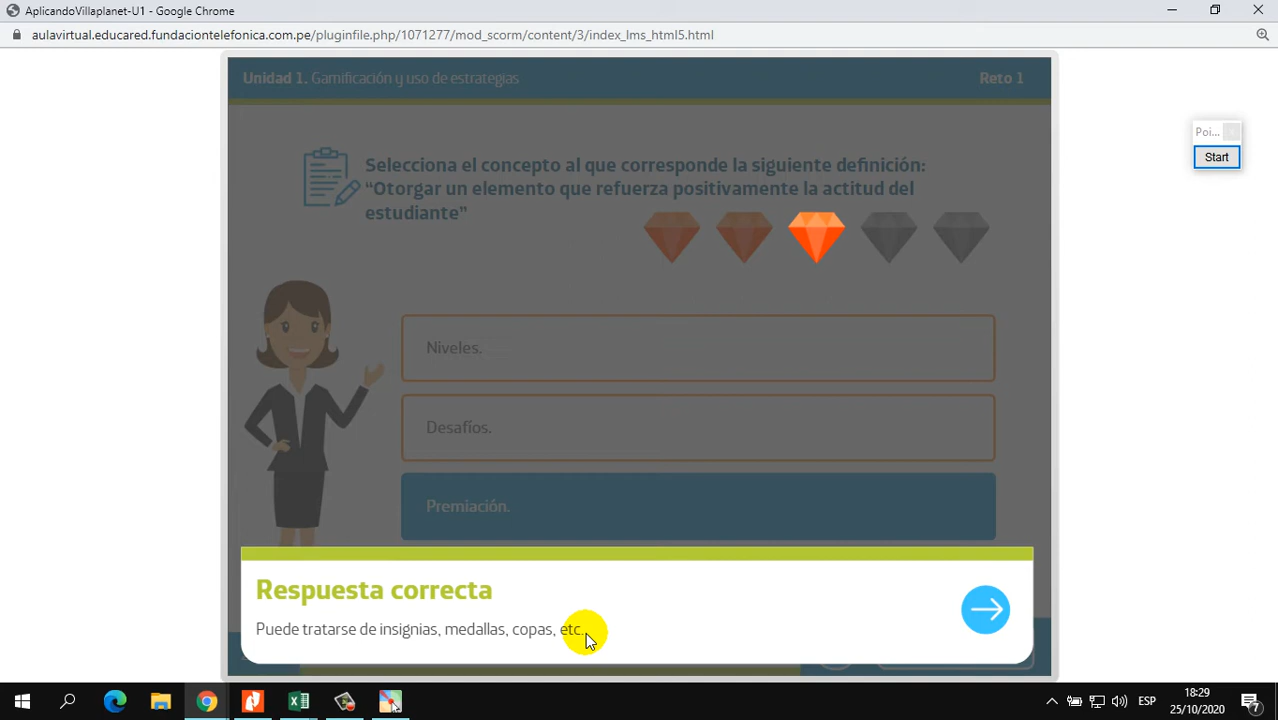 AplicandoVillaplanet-U1 - Google Chrome
aulavirtual.educared.fundaciontelefonica.com.pe/pluginfile.php/1071277/mod_scorm/content/3/index_lms_html5.html
Unidad 1. Gamificación y uso de estrategias
Reto 1
Poi...
Start
Selecciona el concepto al que corresponde la siguiente definición:
“Otorgar un elemento que refuerza positivamente la actitud del
estudiante”
Niveles.
Desafíos.
Premiación.
Respuesta correcta
Puede tratarse de insignias, medallas, copas, etc.
ESP
18:29
25/10/2020
7